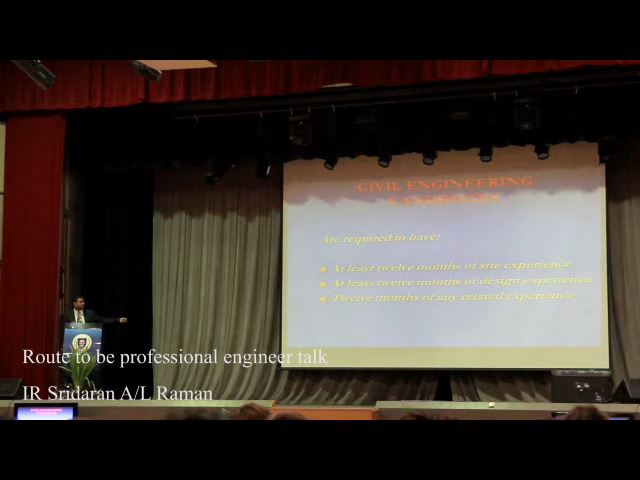 CIVIL ENGINEERING
CANDIDATES
Are required to have:
At least twelve months of site experience
At least twelve months of design experience
Twelve months of any related experience
Route to be professional engineer talk
IR Sridaran A/L Raman